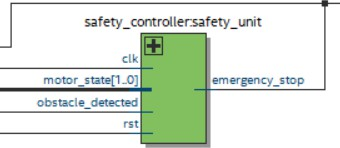 safety_controller:safety_unit
clk
motor_state[1..0]
emergency_stop
obstacle_detected
rst